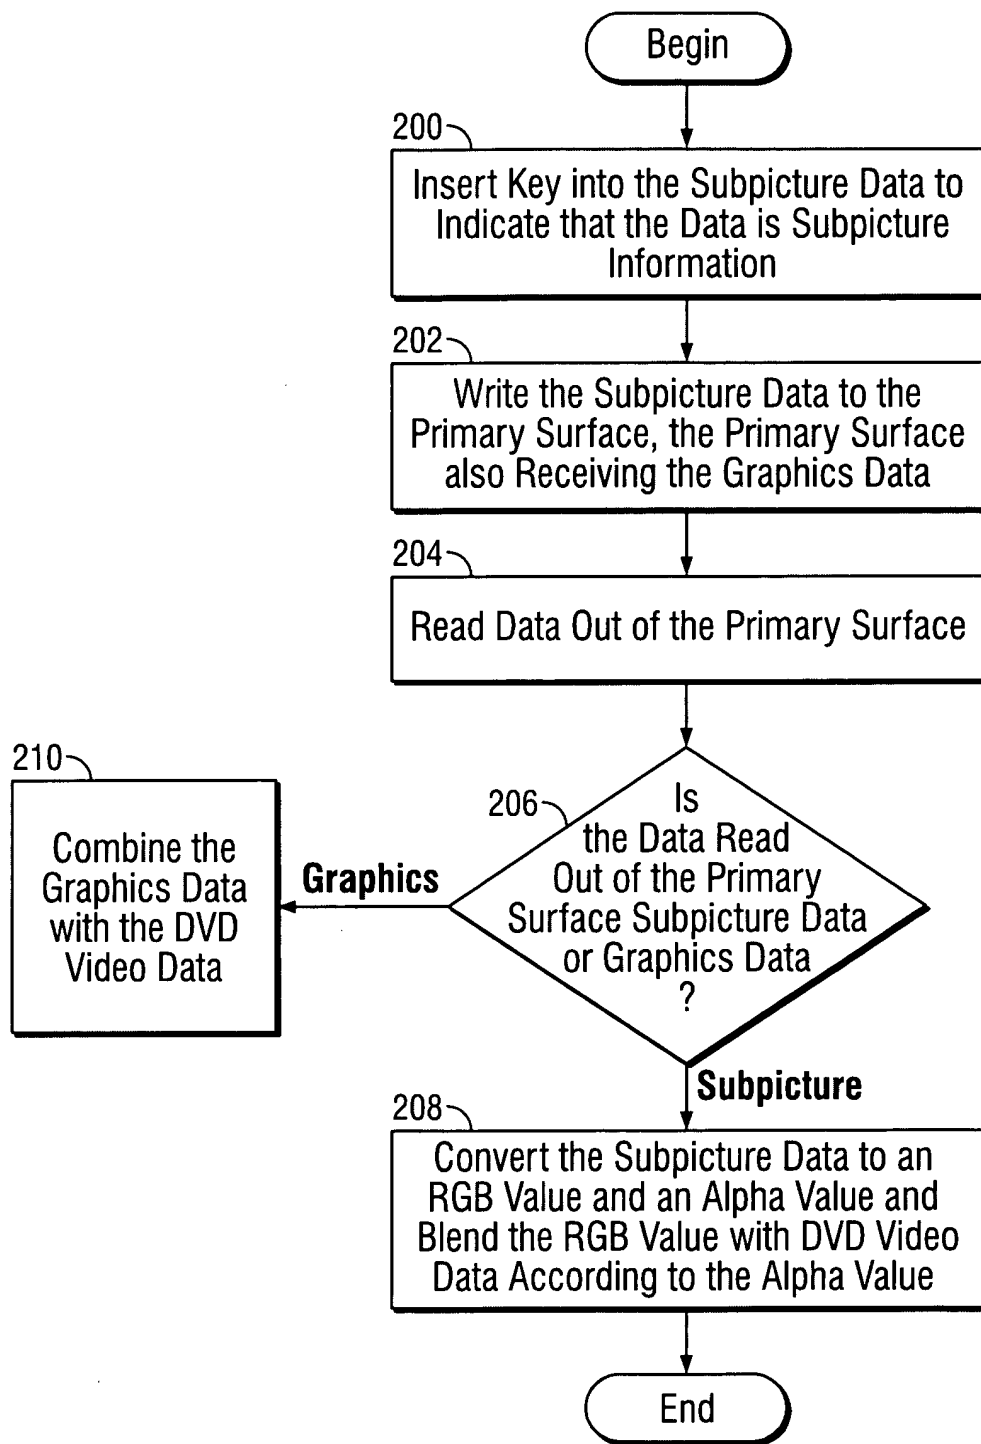 Begin
200
Insert Key into the Subpicture Data to
Indicate that the Data is Subpicture
Information
202
Write the Subpicture Data to the
Primary Surface, the Primary Surface
also Receiving the Graphics Data
204
Read Data Out of the Primary Surface
206
Is
the Data Read
Out of the Primary
Surface Subpicture Data
or Graphics Data
?
Graphics
210
Combine the
Graphics Data
with the DVD
Video Data
Subpicture
208
Convert the Subpicture Data to an
RGB Value and an Alpha Value and
Blend the RGB Value with DVD Video
Data According to the Alpha Value
End